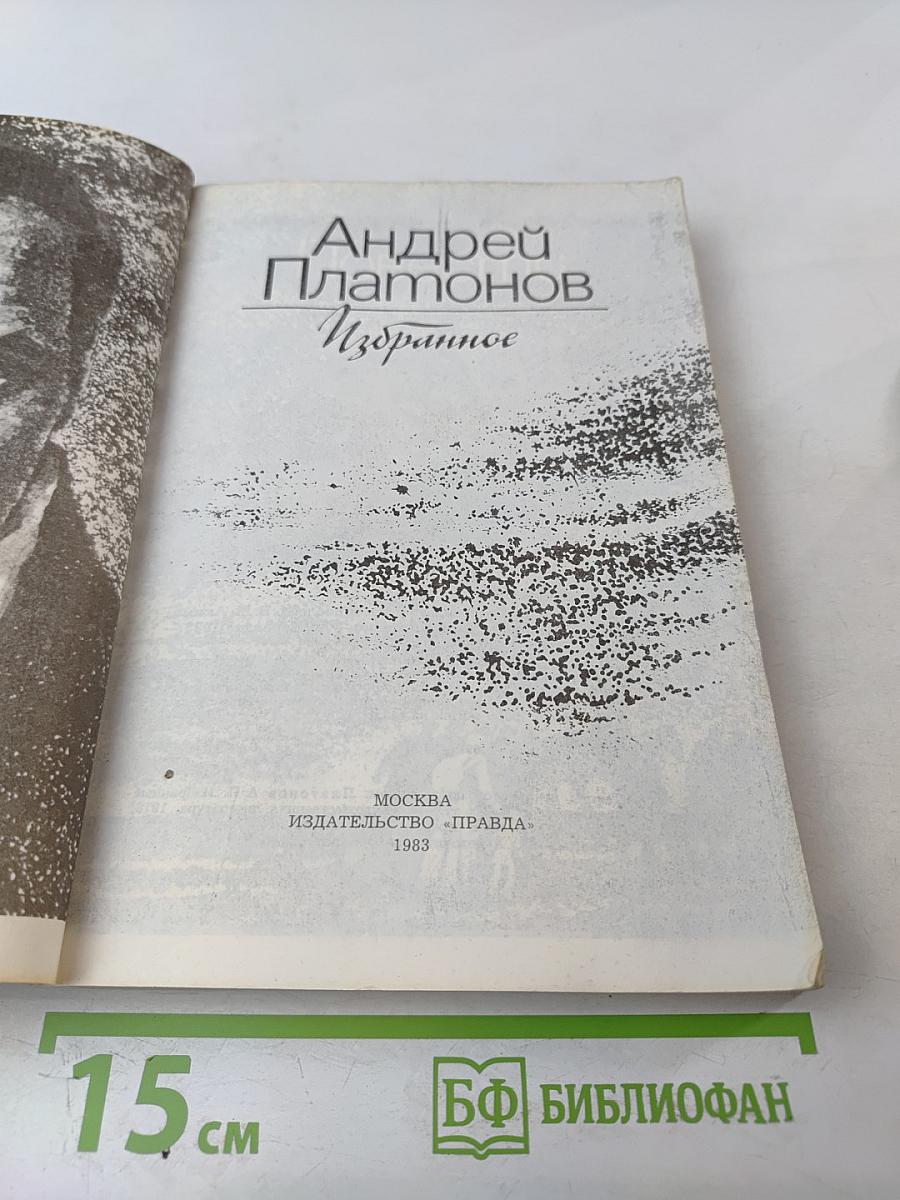 Андрей
Платонов
Избранное
МОСКВА
ИЗДАТЕЛЬСТВО «ПРАВДА»
1983
15 см
БФ БИБЛИОФАН